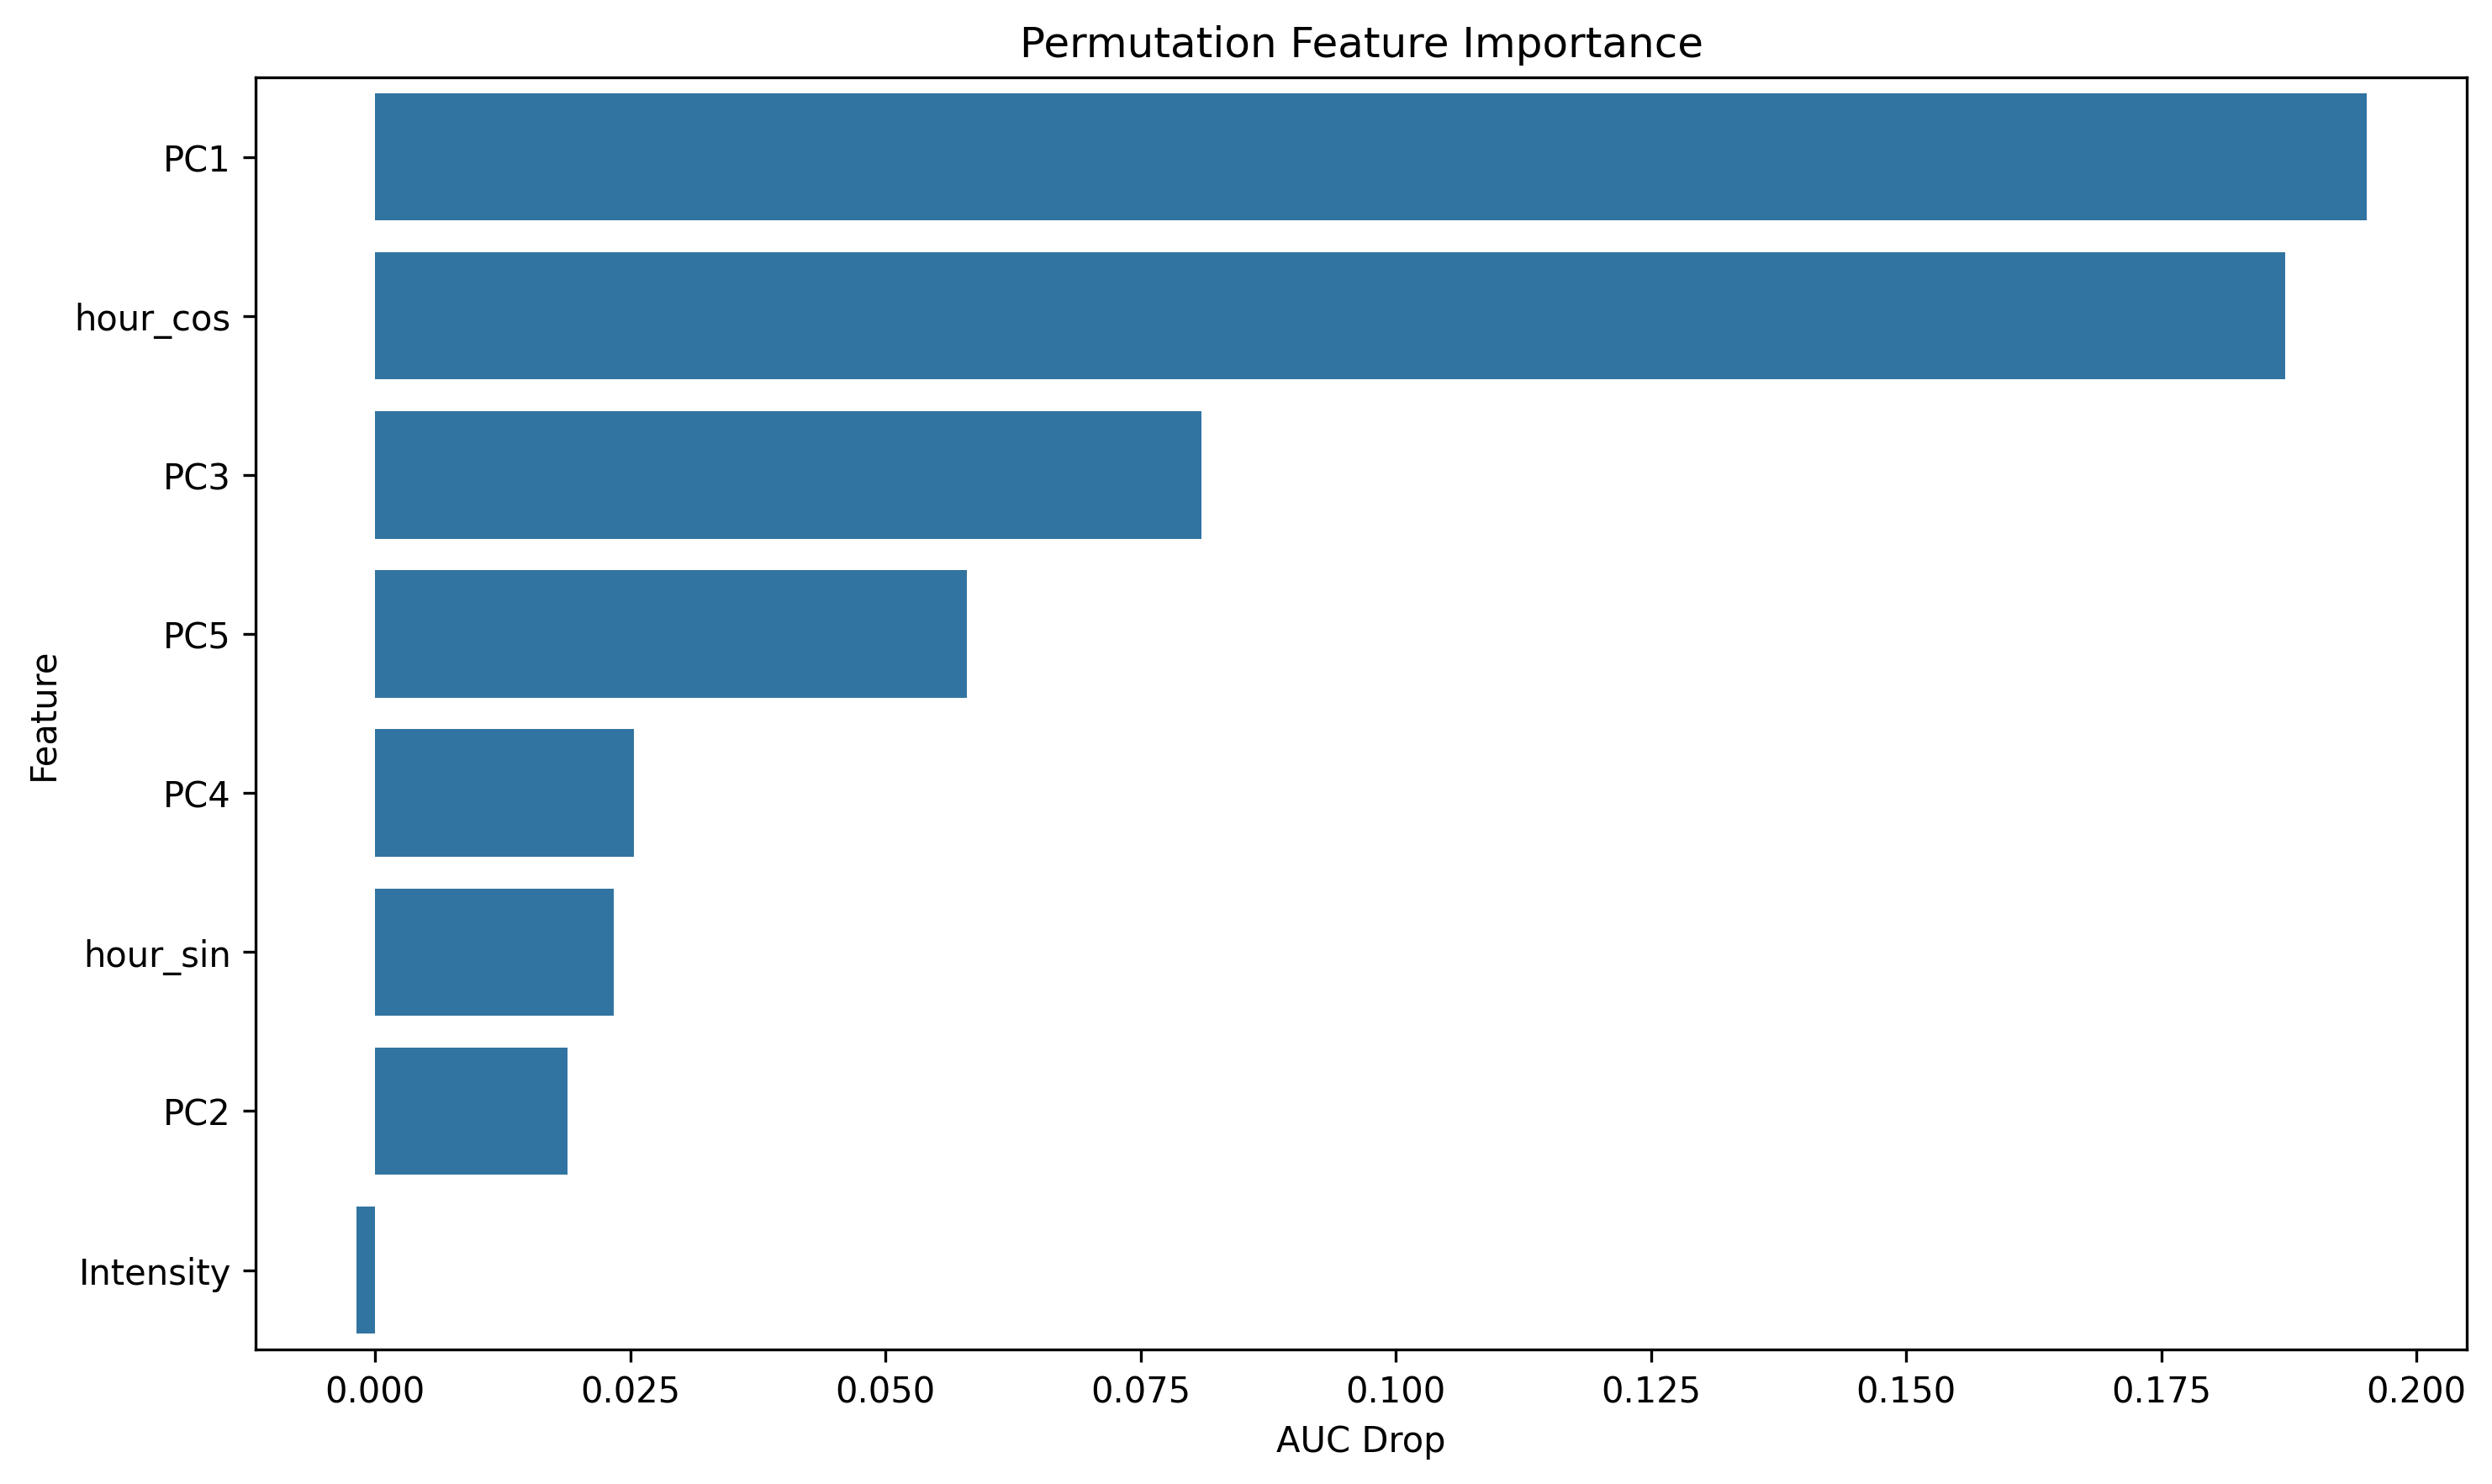 Permutation Feature Importance
PC1
hour_cos
PC3
PC5
PC4
hour_sin
PC2
Intensity
Feature
0.000 0.025 0.050 0.075 0.100 0.125 0.150 0.175 0.200
AUC Drop